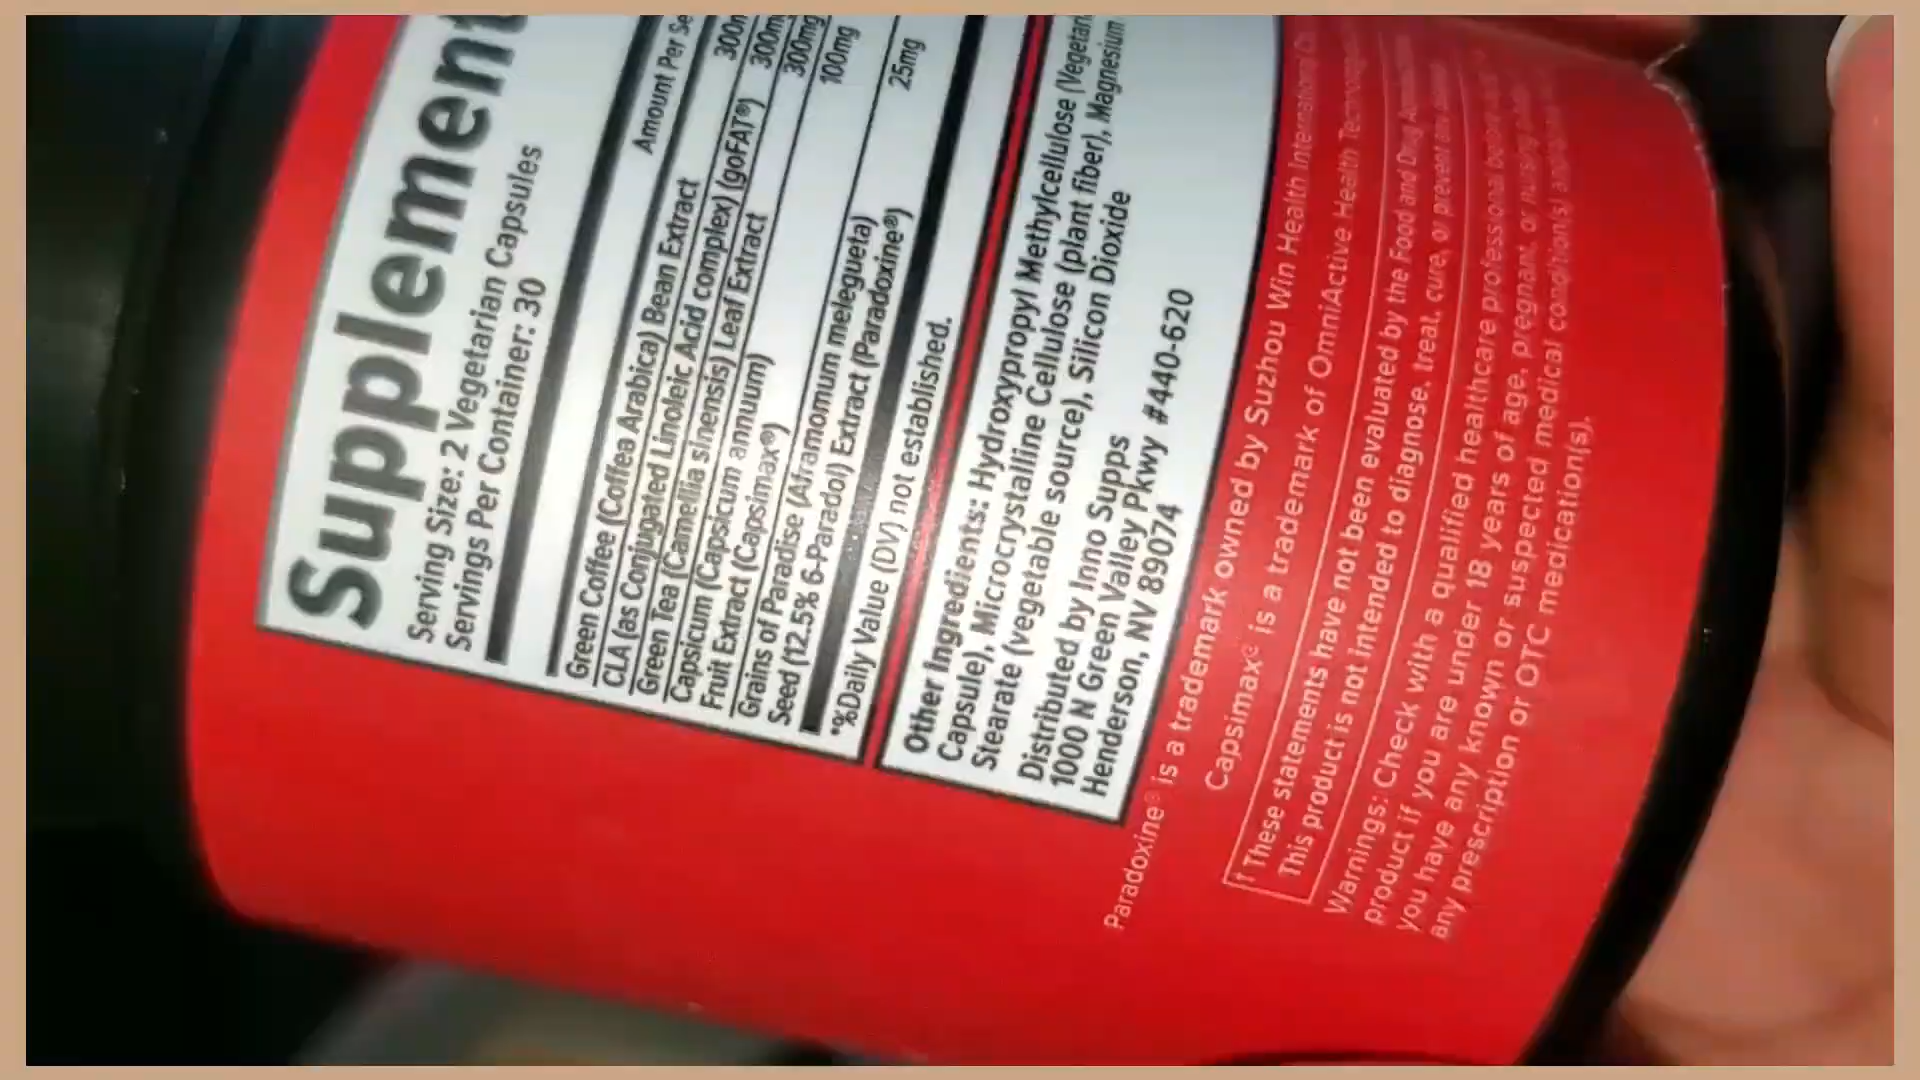 Supplement
Serving Size: 2 Vegetarian Capsules
Servings Per Container: 30
Amount Per
Green Coffee (Coffea Arabica) Bean Extract
CLA (as Conjugated Linoleic Acid complex) (goFAT®) 300mg
Green Tea (Camellia sinensis) Leaf Extract 300mg
Capsicum (Capsicum annuum) 100mg
Fruit Extract (Capsimax®)
Grains of Paradise (Aframomum melegueta) 25mg
Seed (12.5% 6-Paradol) Extract (Paradoxine®)
*%Daily Value (DV) not established.
Other Ingredients: Hydroxypropyl Methylcellulose
Capsule), Microcrystalline Cellulose (plant fiber), Magnesium
Stearate (vegetable source), Silicon Dioxide
Distributed by Inno Supps
1000 N Green Valley Pkwy #440-620
Henderson, NV 89074
Paradoxine® is a trademark owned by Suzhou Win Health International
Capsimax® is a trademark of OmniActive Health
† These statements have not been evaluated by the Food and Drug
This product is not intended to diagnose, treat, cure, or prevent
Warnings: Check with a qualified healthcare professional
product if you are under 18 years of age, pregnant, or nursing
you have any known or suspected medical condition(s)
any prescription or OTC medication(s).